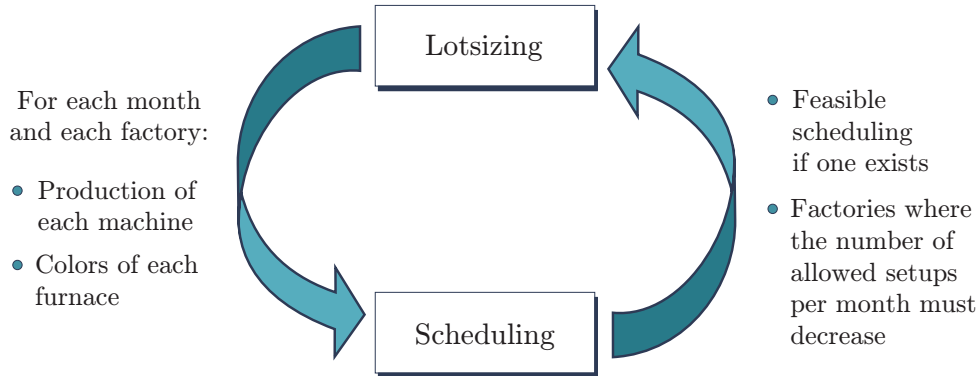 Lotsizing
For each month
and each factory:
• Production of
each machine
• Colors of each
furnace
• Feasible
scheduling
if one exists
• Factories where
the number of
allowed setups
per month must
decrease
Scheduling